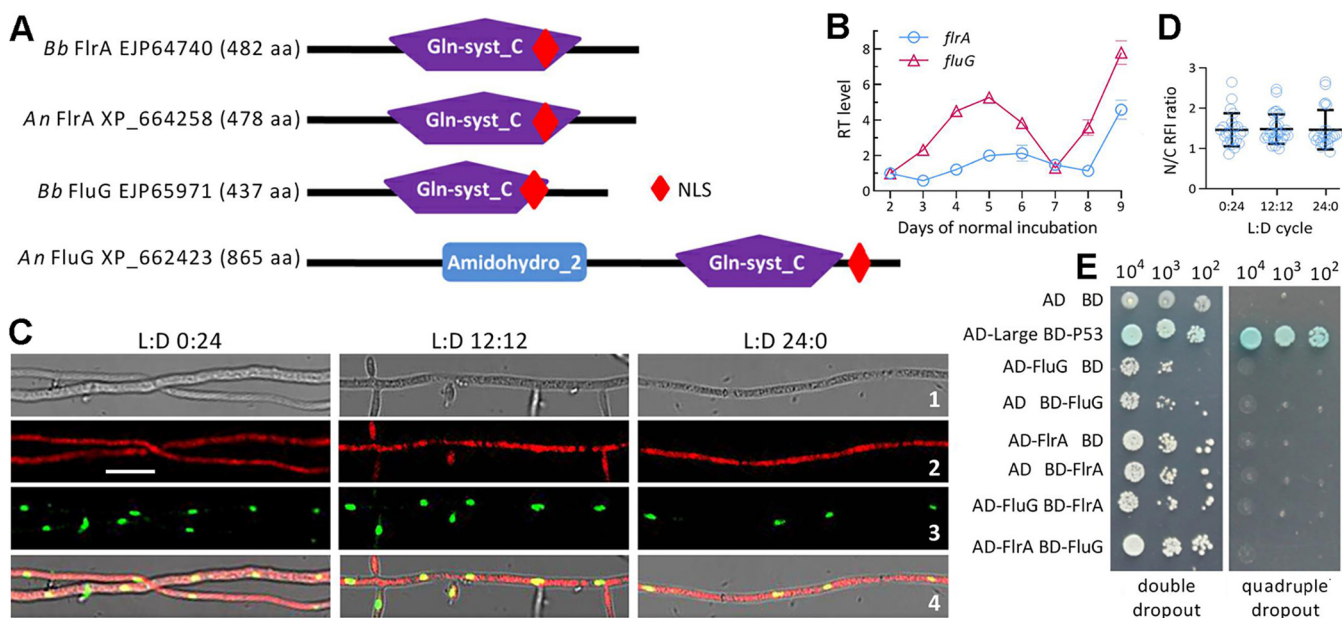 A
Bb FlrA EJP64740 (482 aa)
Gln-syst_C
An FlrA XP_664258 (478 aa)
Gln-syst_C
Bb FluG EJP65971 (437 aa)
Gln-syst_C
NLS
An FluG XP_662423 (865 aa)
Amidohydro_2
Gln-syst_C
B
flrA
fluG
RT level
8
6
4
2
0
2 3 4 5 6 7 8 9
Days of normal incubation
D
N/C RFI ratio
3
2
1
0
0:24 12:12 24:0
L:D cycle
C
L:D 0:24 L:D 12:12 L:D 24:0
1
2
3
4
E
10⁴ 10³ 10² 10⁴ 10³ 10²
AD BD
AD-Large BD-P53
AD-FluG BD
AD BD-FluG
AD-FlrA BD
AD BD-FlrA
AD-FluG BD-FlrA
AD-FlrA BD-FluG
double
dropout
quadruple
dropout